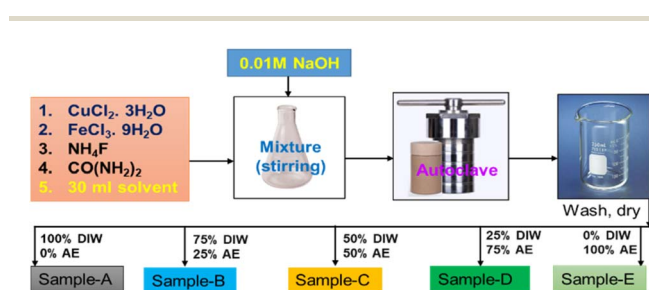 0.01M NaOH
1. CuCl₂. 3H₂O
2. FeCl₃. 9H₂O
3. NH₄F
4. CO(NH₂)₂
5. 30 ml solvent
Mixture
(stirring)
Autoclave
Wash, dry
100% DIW
0% AE
75% DIW
25% AE
50% DIW
50% AE
25% DIW
75% AE
0% DIW
100% AE
Sample-A
Sample-B
Sample-C
Sample-D
Sample-E